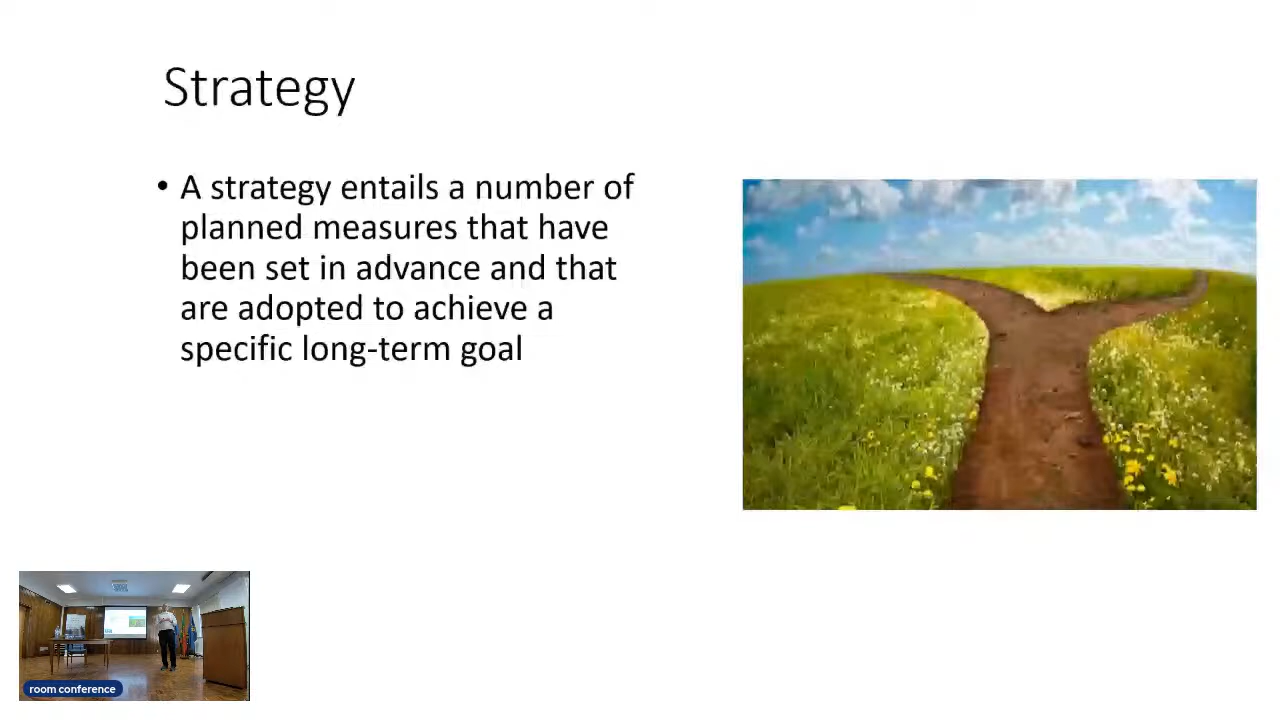 Strategy
• A strategy entails a number of
planned measures that have
been set in advance and that
are adopted to achieve a
specific long-term goal
room conference